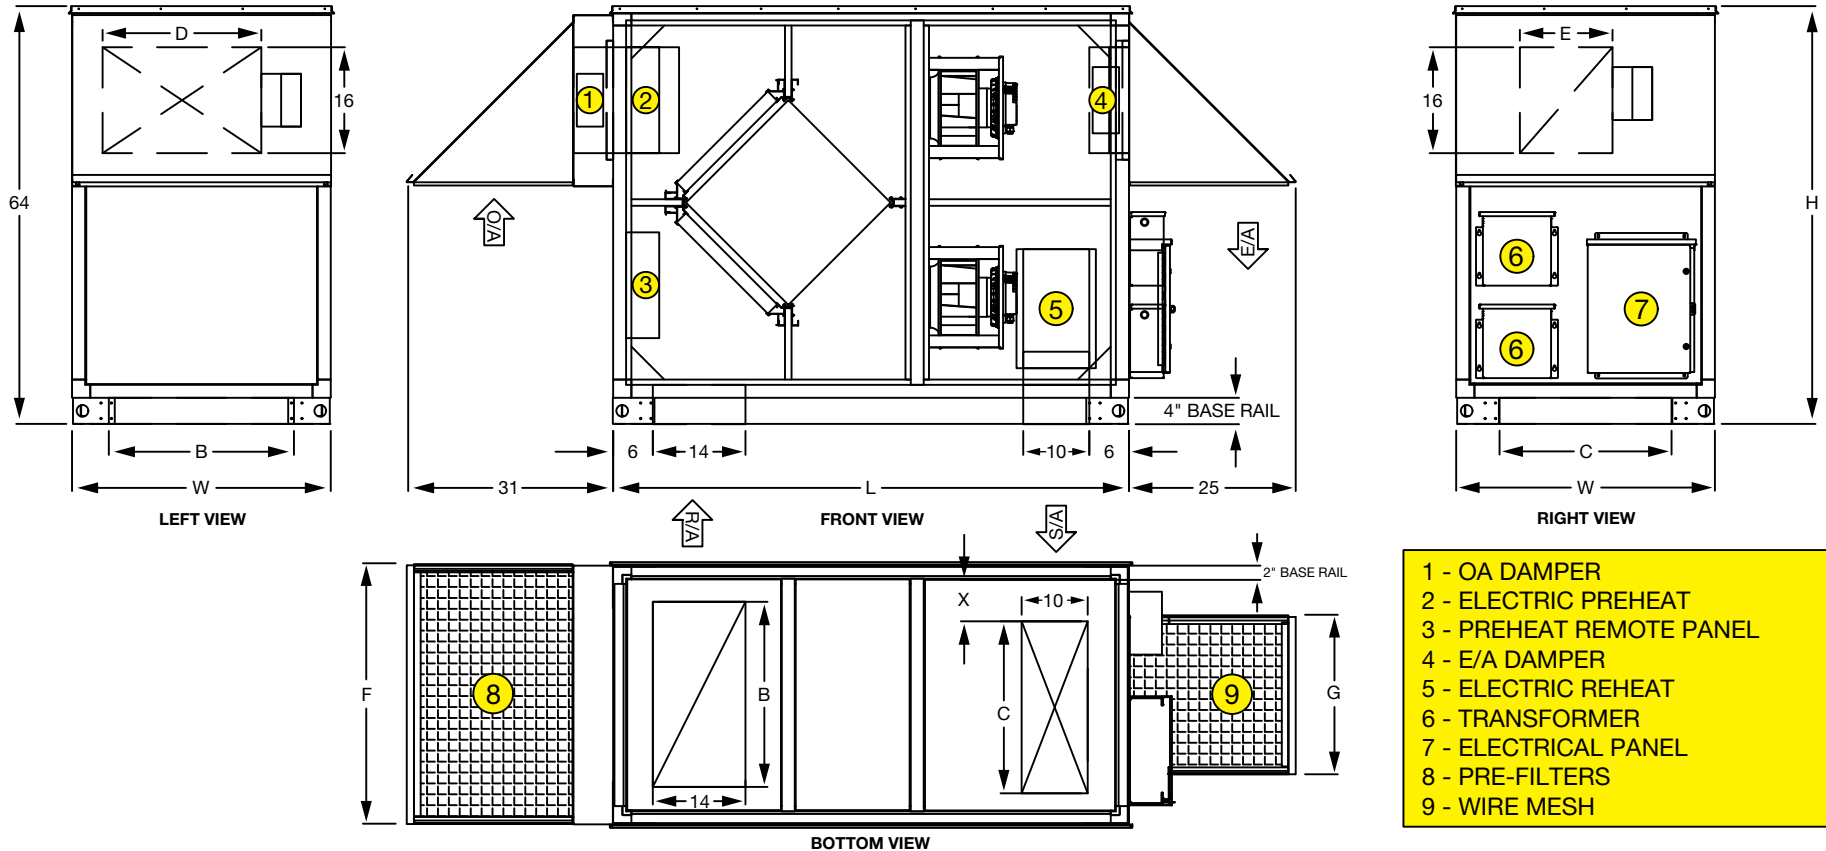 D
16
64
B
W
LEFT VIEW
1
2
3
4
5
O/A
E/A
4" BASE RAIL
6
14
10
6
31
L
25
FRONT VIEW
E
16
H
6
6
7
C
W
RIGHT VIEW
R/A
S/A
2" BASE RAIL
X
10
F
8
B
C
9
G
14
BOTTOM VIEW
1 - OA DAMPER
2 - ELECTRIC PREHEAT
3 - PREHEAT REMOTE PANEL
4 - E/A DAMPER
5 - ELECTRIC REHEAT
6 - TRANSFORMER
7 - ELECTRICAL PANEL
8 - PRE-FILTERS
9 - WIRE MESH